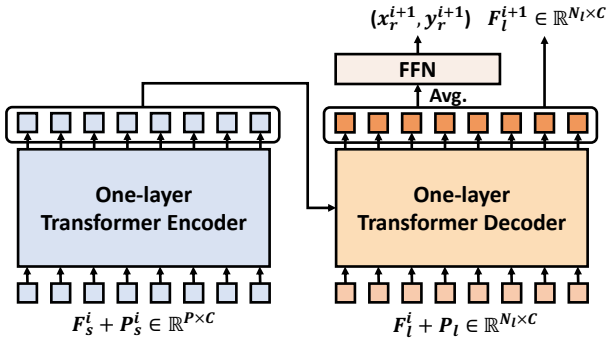 (x_r^{i+1}, y_r^{i+1}) F_l^{i+1} ∈ ℝ^{N_l×C}
FFN
Avg.
One-layer
Transformer Encoder
One-layer
Transformer Decoder
F_s^i + P_s^i ∈ ℝ^{P×C}
F_l^i + P_l ∈ ℝ^{N_l×C}